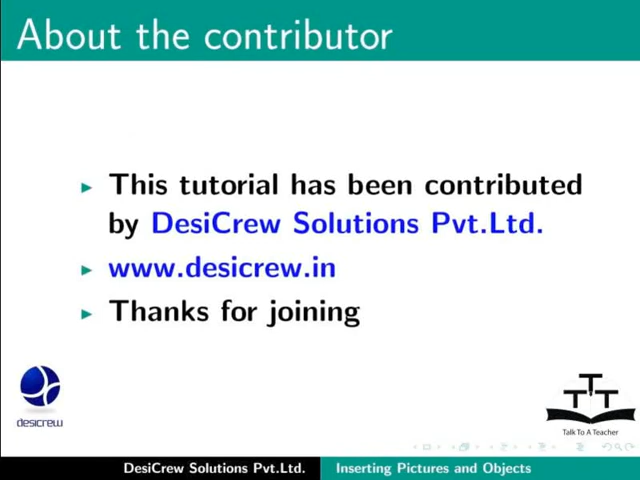 About the contributor
This tutorial has been contributed
by DesiCrew Solutions Pvt.Ltd.
www.desicrew.in
Thanks for joining
desicrew
T T T
Talk To A Teacher
DesiCrew Solutions Pvt.Ltd. Inserting Pictures and Objects